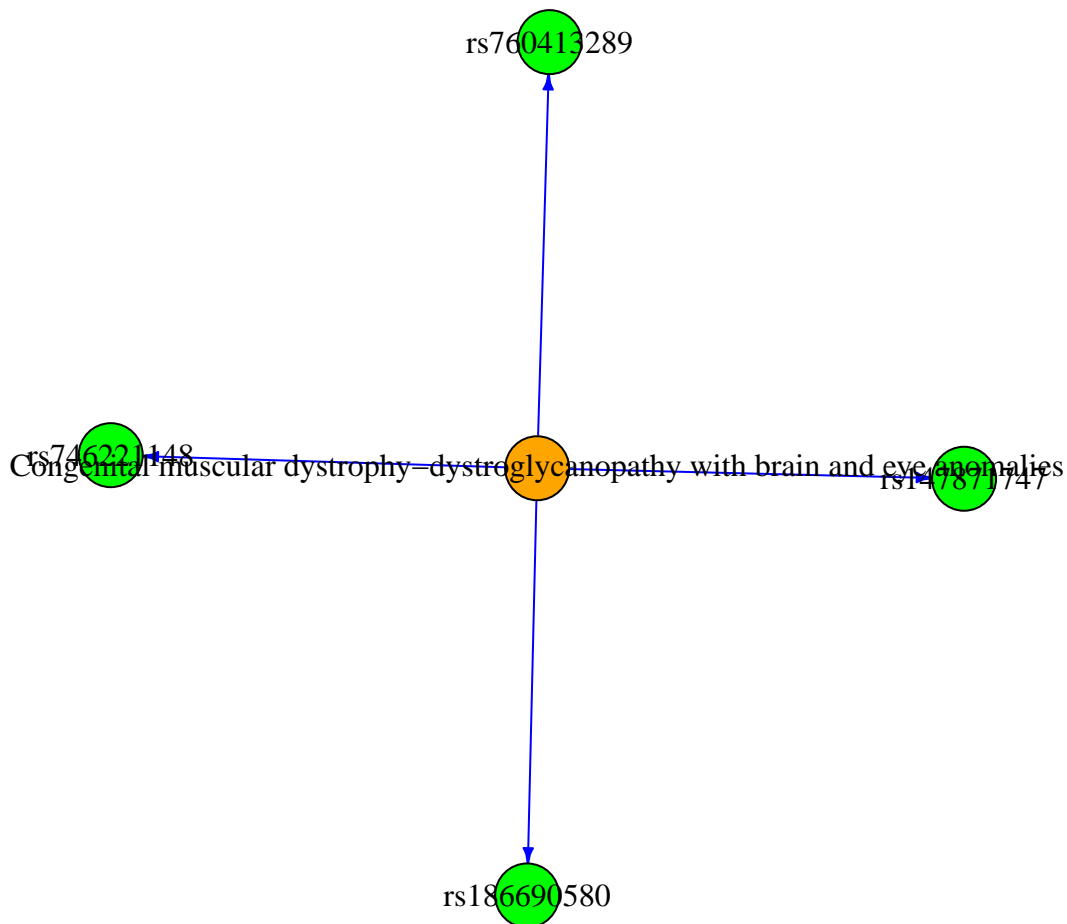 rs760413289
rs746221148
Congenital muscular dystrophy–dystroglycanopathy with brain and eye anomalies
rs147871747
rs186690580